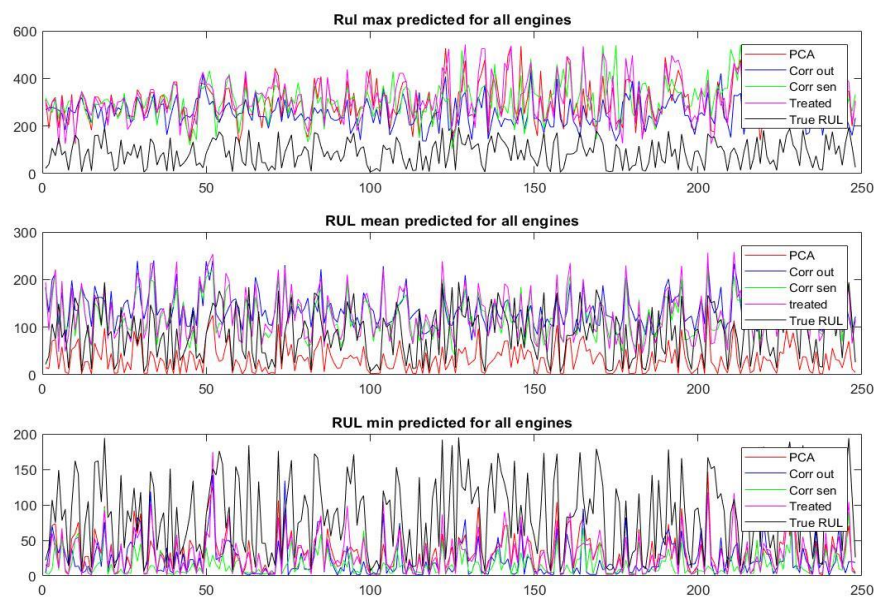 Rul max predicted for all engines
600
400
200
0
0 50 100 150 200 250
PCA
Corr out
Corr sen
Treated
True RUL
RUL mean predicted for all engines
300
200
100
0
0 50 100 150 200 250
PCA
Corr out
Corr sen
treated
True RUL
RUL min predicted for all engines
200
150
100
50
0
0 50 100 150 200 250
PCA
Corr out
Corr sen
Treated
True RUL